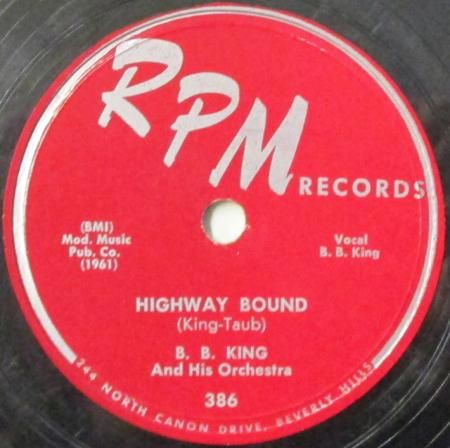 RPM
RECORDS
(BMI)
Mod. Music
Pub. Co.
(1961)
Vocal
B. B. King
HIGHWAY BOUND
(King-Taub)
B. B. KING
And His Orchestra
386
244 NORTH CANON DRIVE, BEVERLY HILLS